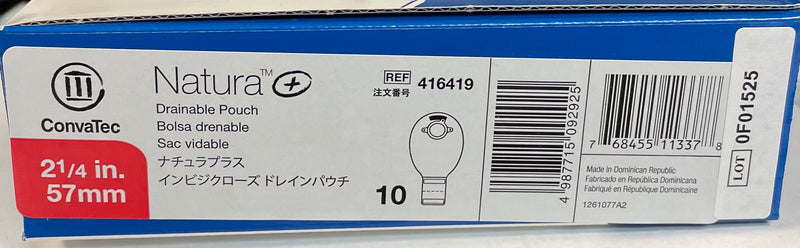 ConvaTec
2 1/4 in.
57mm
Natura™ +
Drainable Pouch
Bolsa drenable
Sac vidable
ナチュラプラス
インビジクローズ ドレインパウチ
REF 416419
注文番号
10
4 987715 092925
7 68455 11337 8
Made in Dominican Republic
Fabricado en República Dominicana
Fabriqué en République Dominicaine
1261077A2
LOT 0F01525